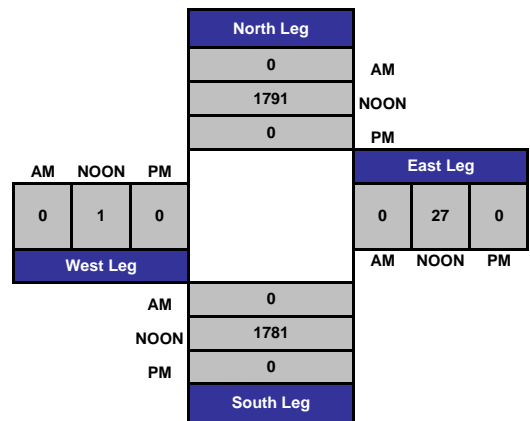 North Leg
0 AM
1791 NOON
0 PM
AM NOON PM
East Leg
0 1 0
0 27 0
West Leg
AM NOON PM
AM 0
NOON 1781
PM 0
South Leg